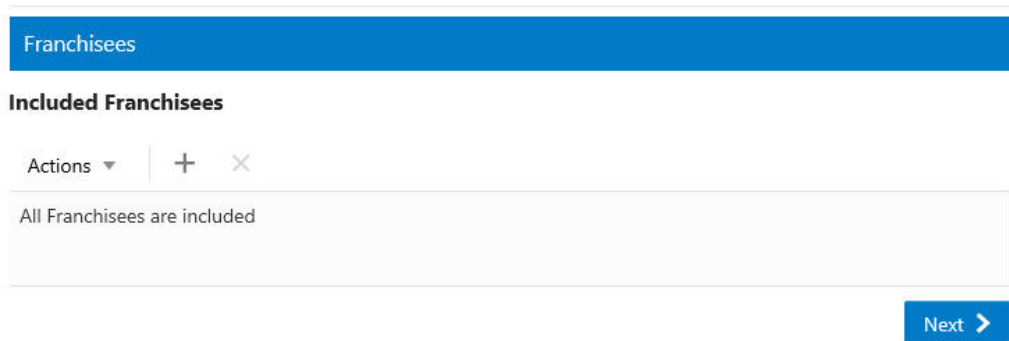 Franchisees
Included Franchisees
Actions
All Franchisees are included
Next